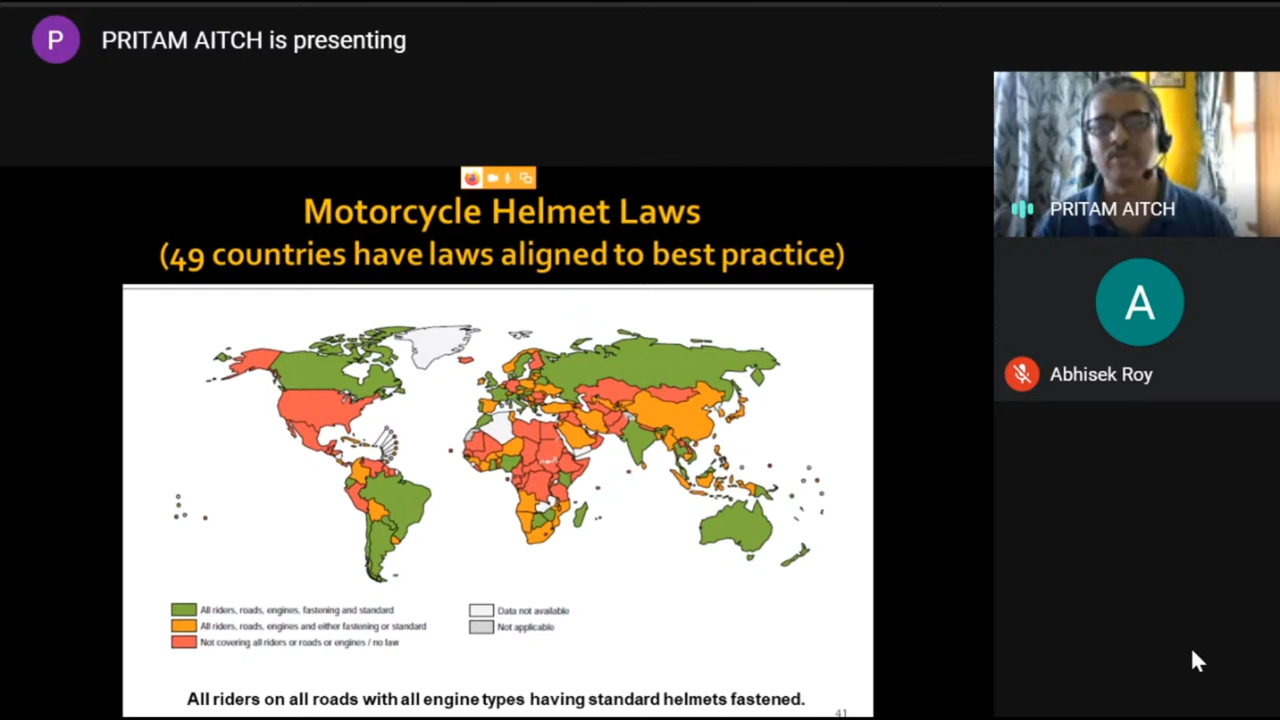 P
PRITAM AITCH is presenting
PRITAM AITCH
A
Abhisek Roy
Motorcycle Helmet Laws
(49 countries have laws aligned to best practice)
All riders, roads, engines, fastening and standard
All riders, roads, engines and either fastening or standard
Not covering all riders or roads or engines / no law
Data not available
Not applicable
All riders on all roads with all engine types having standard helmets fastened.
41